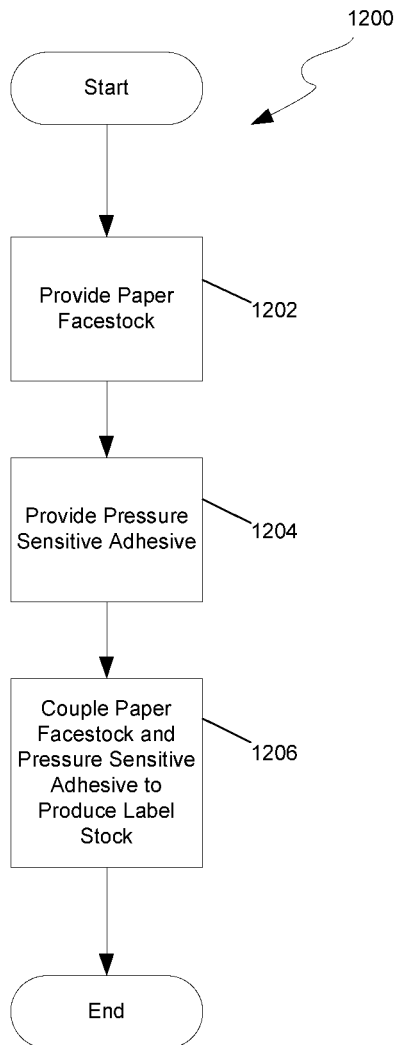 1200
Start
Provide Paper
Facestock
1202
Provide Pressure
Sensitive Adhesive
1204
Couple Paper
Facestock and
Pressure Sensitive
Adhesive to
Produce Label
Stock
1206
End